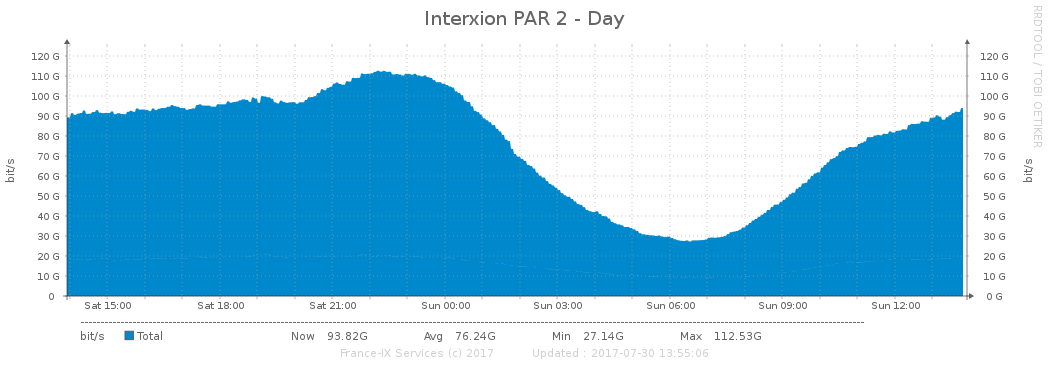 Interxion PAR 2 - Day
RRDTOOL / TOBI OETIKER
bit/s
120 G 120 G
110 G 110 G
100 G 100 G
90 G 90 G
80 G 80 G
70 G 70 G
60 G 60 G
50 G 50 G
40 G 40 G
30 G 30 G
20 G 20 G
10 G 10 G
0 0 G
bit/s
Sat 15:00 Sat 18:00 Sat 21:00 Sun 00:00 Sun 03:00 Sun 06:00 Sun 09:00 Sun 12:00
bit/s Total Now 93.82G Avg 76.24G Min 27.14G Max 112.53G
France-IX Services (c) 2017 Updated : 2017-07-30 13:55:06